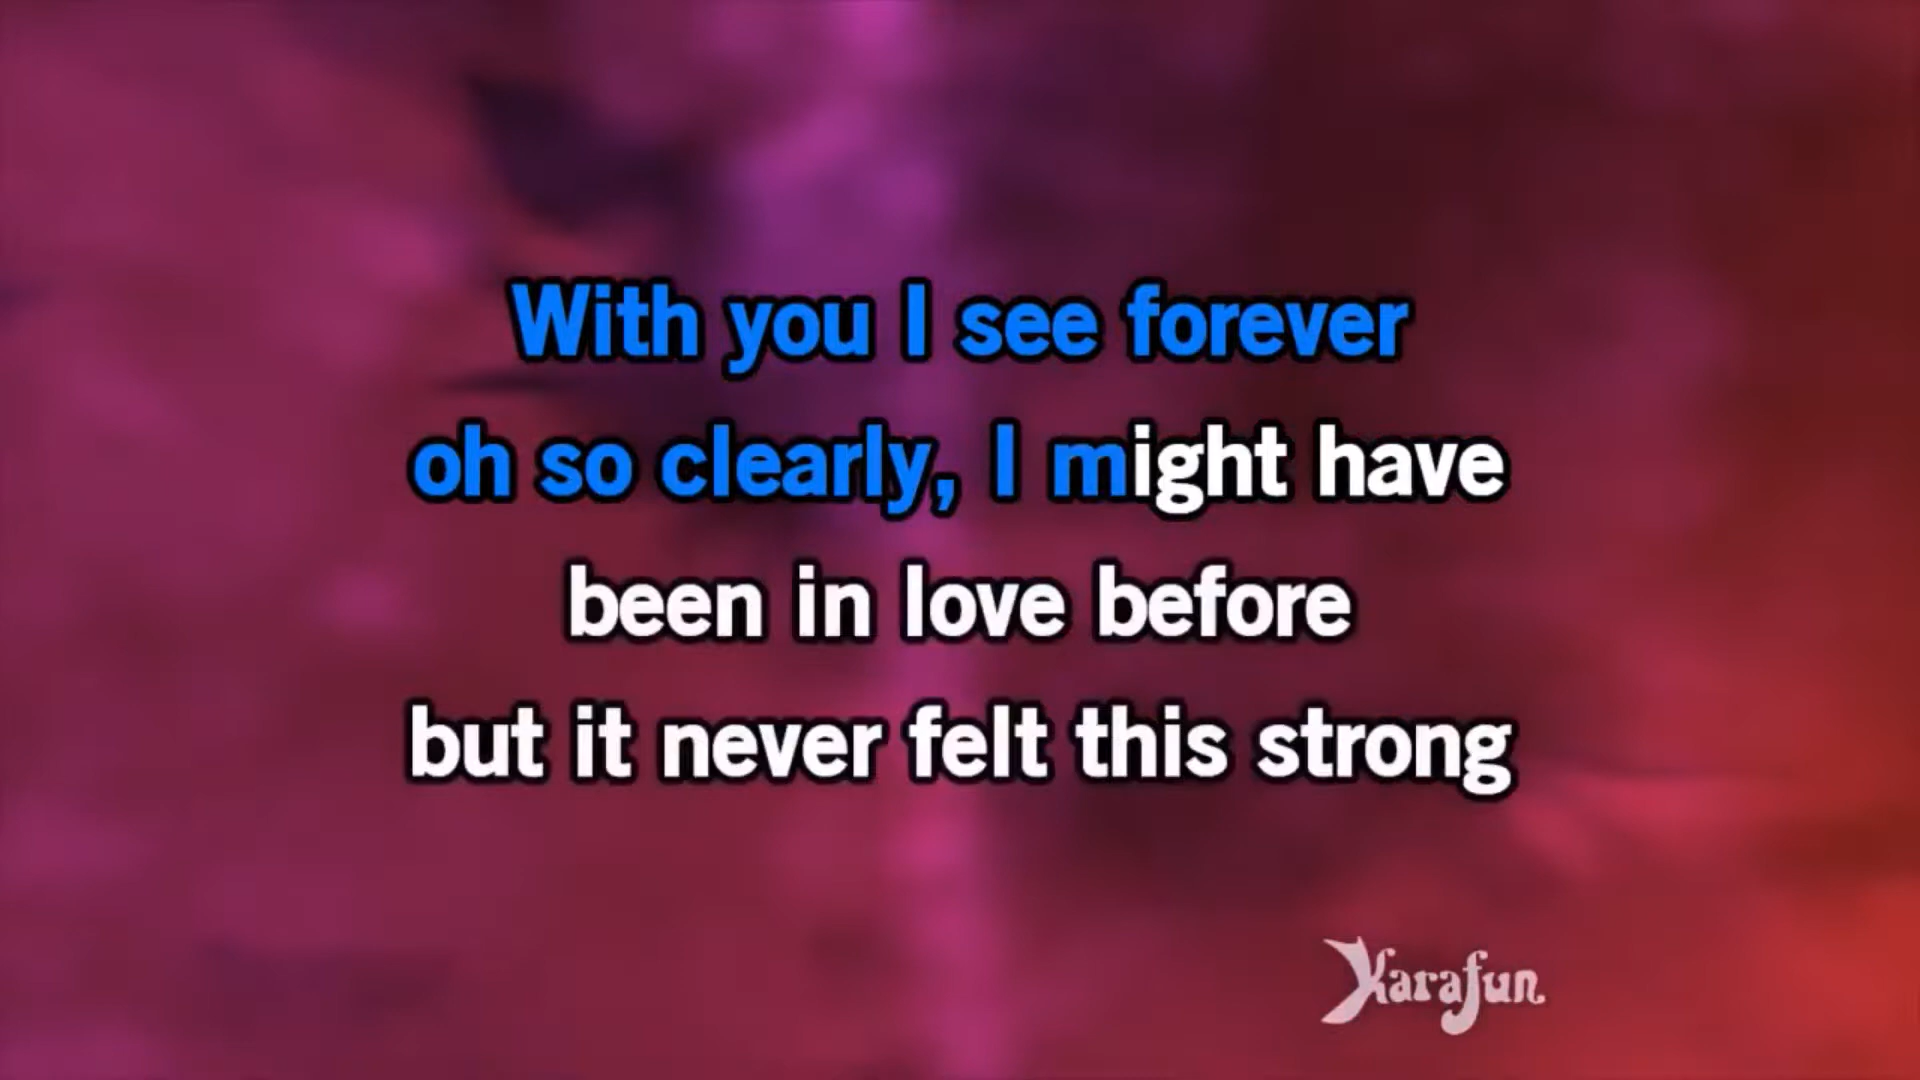 With you I see forever
oh so clearly, I might have
been in love before
but it never felt this strong
Karafun